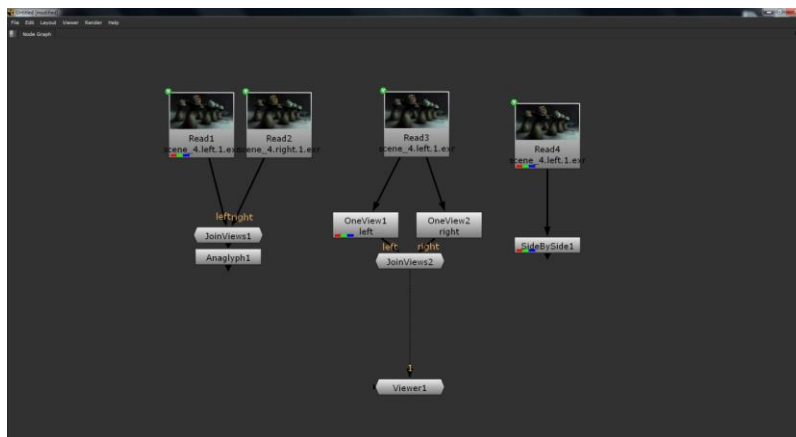 Untitled [modified]
File Edit Layout Viewer Render Help
Node Graph
Read1
scene_4.left.1.exr
Read2
scene_4.right.1.exr
Read3
scene_4.left.1.exr
Read4
scene_4.left.1.exr
left
right
JoinViews1
Anaglyph1
OneView1
left
OneView2
right
left
right
JoinViews2
SideBySide1
1
Viewer1